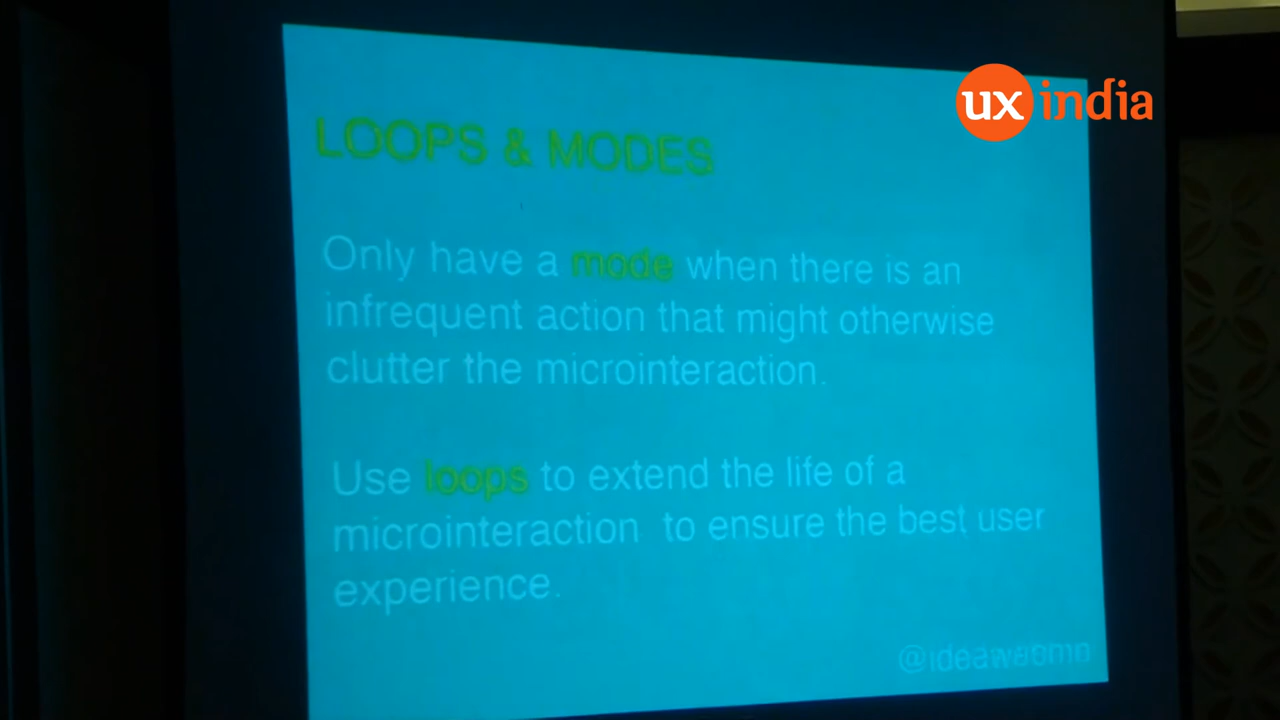 ux india
LOOPS & MODES
Only have a mode when there is an
infrequent action that might otherwise
clutter the microinteraction.
Use loops to extend the life of a
microinteraction to ensure the best user
experience.